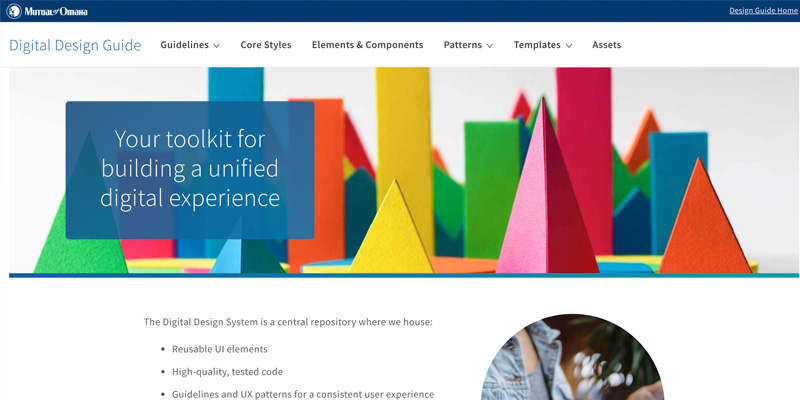 Mutual of Omaha
Design Guide Home
Digital Design Guide
Guidelines
Core Styles
Elements & Components
Patterns
Templates
Assets
Your toolkit for
building a unified
digital experience
The Digital Design System is a central repository where we house:
• Reusable UI elements
• High-quality, tested code
• Guidelines and UX patterns for a consistent user experience